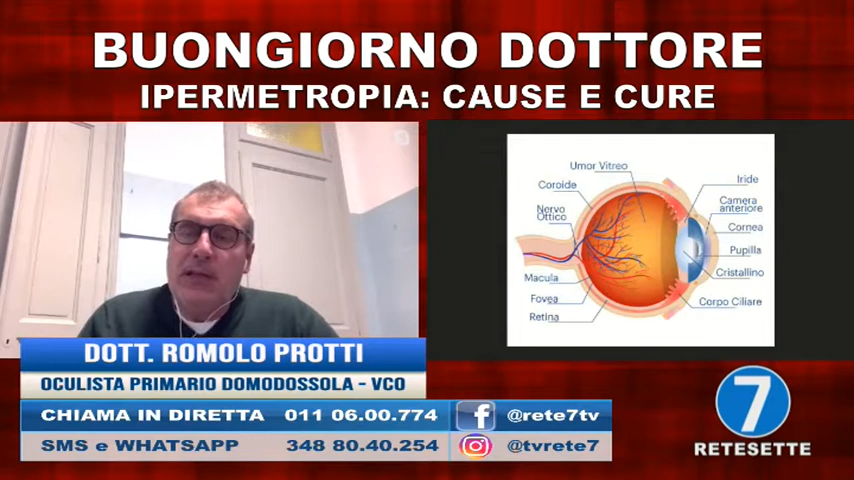 BUONGIORNO DOTTORE
IPERMETROPIA: CAUSE E CURE
Umor Vitreo
Coroide
Nervo
Ottico
Macula
Fovea
Retina
Iride
Camera
anteriore
Cornea
Pupilla
Cristallino
Corpo Ciliare
DOTT. ROMOLO PROTTI
OCULISTA PRIMARIO DOMODOSSOLA - VCO
CHIAMA IN DIRETTA 011 06.00.774 @rete7tv
SMS e WHATSAPP 348 80.40.254 @tvrete7
7
RETESETTE